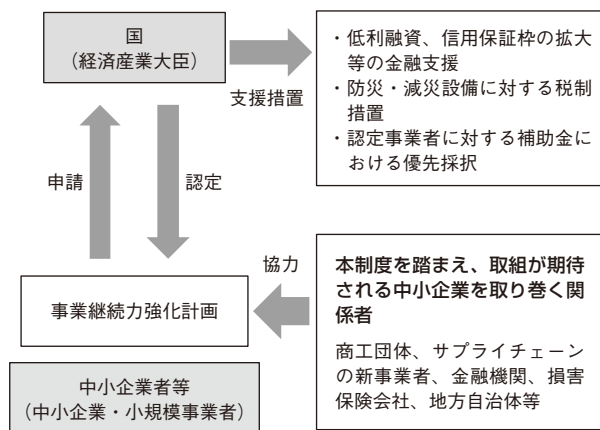 国
（経済産業大臣）
支援措置
・低利融資、信用保証枠の拡大
等の金融支援
・防災・減災設備に対する税制
措置
・認定事業者に対する補助金に
おける優先採択
申請
認定
事業継続力強化計画
協力
本制度を踏まえ、取組が期待
される中小企業を取り巻く関
係者
商工団体、サプライチェーン
の新事業者、金融機関、損害
保険会社、地方自治体等
中小企業者等
（中小企業・小規模事業者）